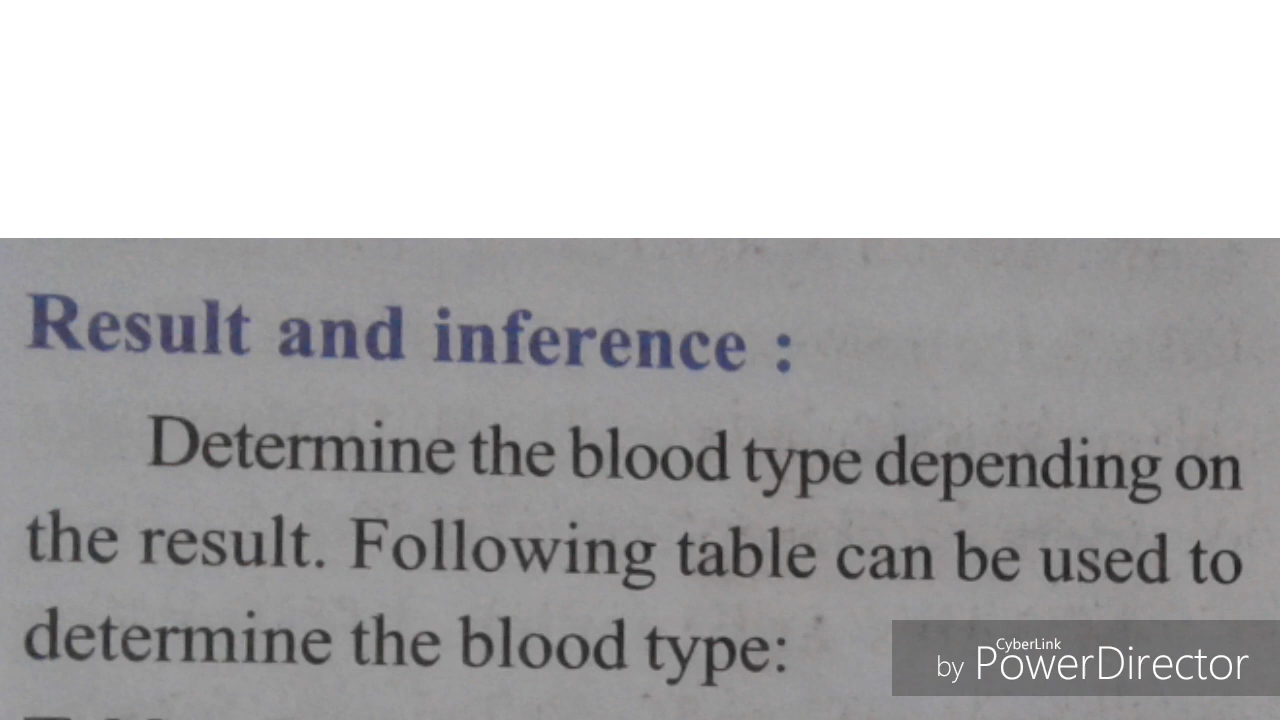 Result and inference :
Determine the blood type depending on
the result. Following table can be used to
determine the blood type:
CyberLink
by PowerDirector